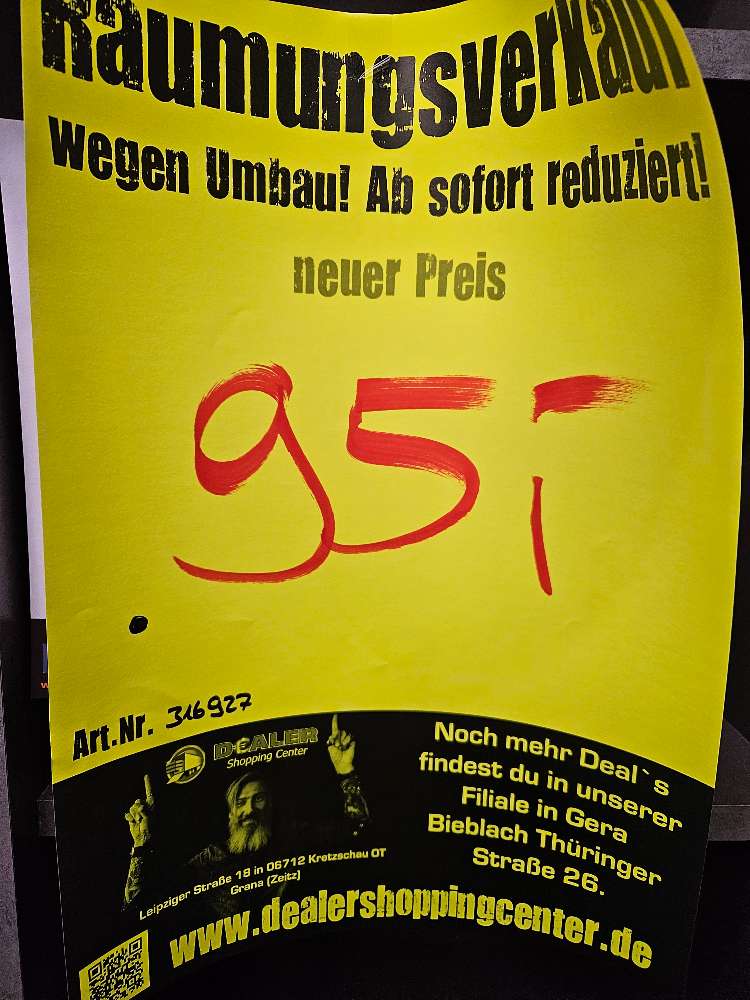 Räumungsverkauf
wegen Umbau! Ab sofort reduziert!
neuer Preis
95,-
Art.Nr. 316927
DEALER
Shopping Center
Leipziger Straße 18 in 06712 Kretzschau OT
Grana (Zeitz)
Noch mehr Deal`s
findest du in unserer
Filiale in Gera
Bieblach Thüringer
Straße 26.
www.dealershoppingcenter.de